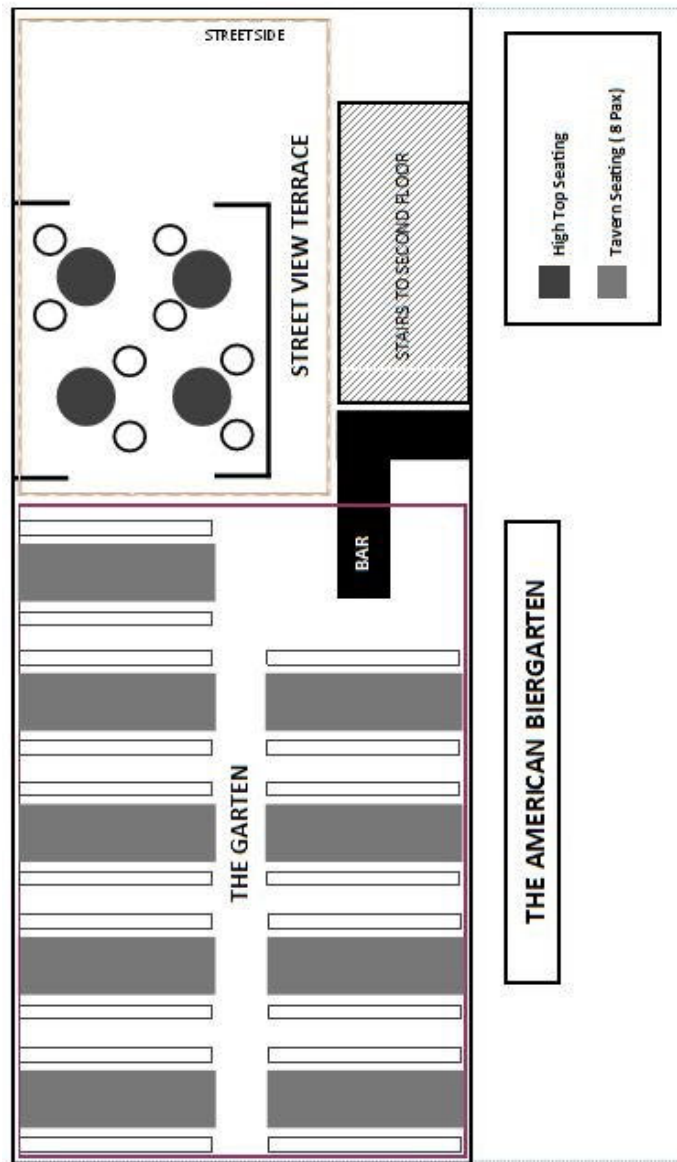 STREETSIDE
STREET VIEW TERRACE
STAIRS TO SECOND FLOOR
High Top Seating
Tavern Seating ( 8 Pax)
BAR
THE GARTEN
THE AMERICAN BIERGARTEN